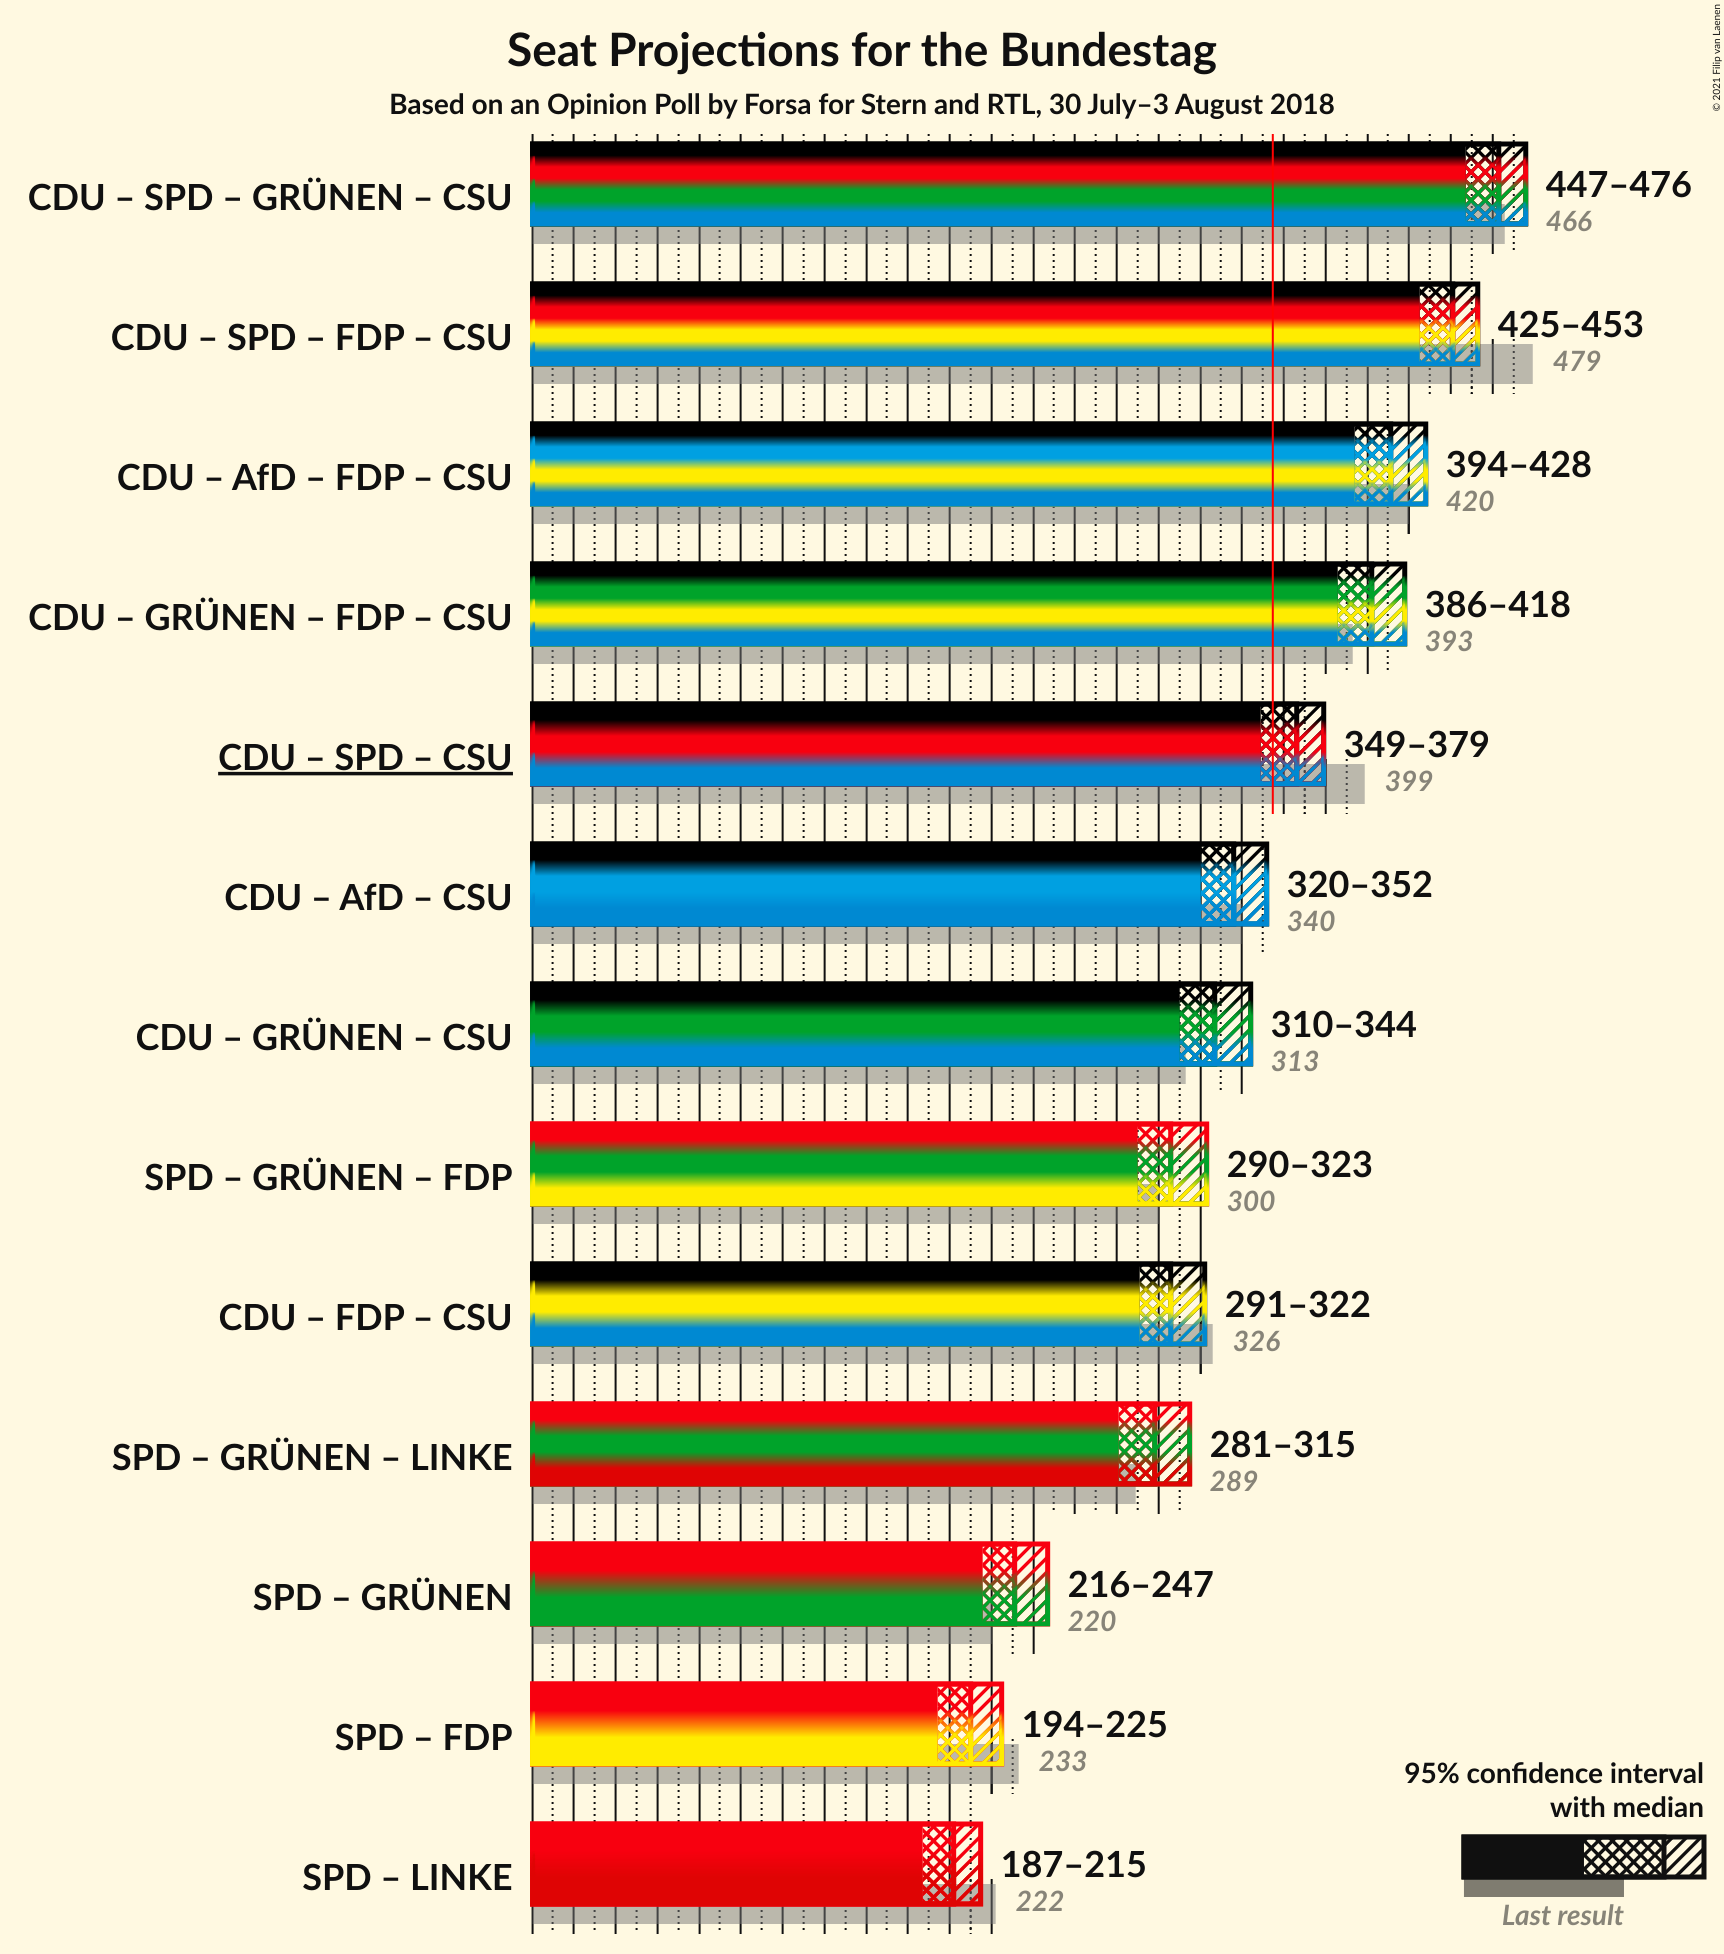 Seat Projections for the Bundestag
Based on an Opinion Poll by Forsa for Stern and RTL, 30 July–3 August 2018
© 2021 Filip van Laenen
CDU – SPD – GRÜNEN – CSU
447–476
466
CDU – SPD – FDP – CSU
425–453
479
CDU – AfD – FDP – CSU
394–428
420
CDU – GRÜNEN – FDP – CSU
386–418
393
CDU – SPD – CSU
349–379
399
CDU – AfD – CSU
320–352
340
CDU – GRÜNEN – CSU
310–344
313
SPD – GRÜNEN – FDP
290–323
300
CDU – FDP – CSU
291–322
326
SPD – GRÜNEN – LINKE
281–315
289
SPD – GRÜNEN
216–247
220
SPD – FDP
194–225
233
SPD – LINKE
187–215
222
95% confidence interval
with median
Last result